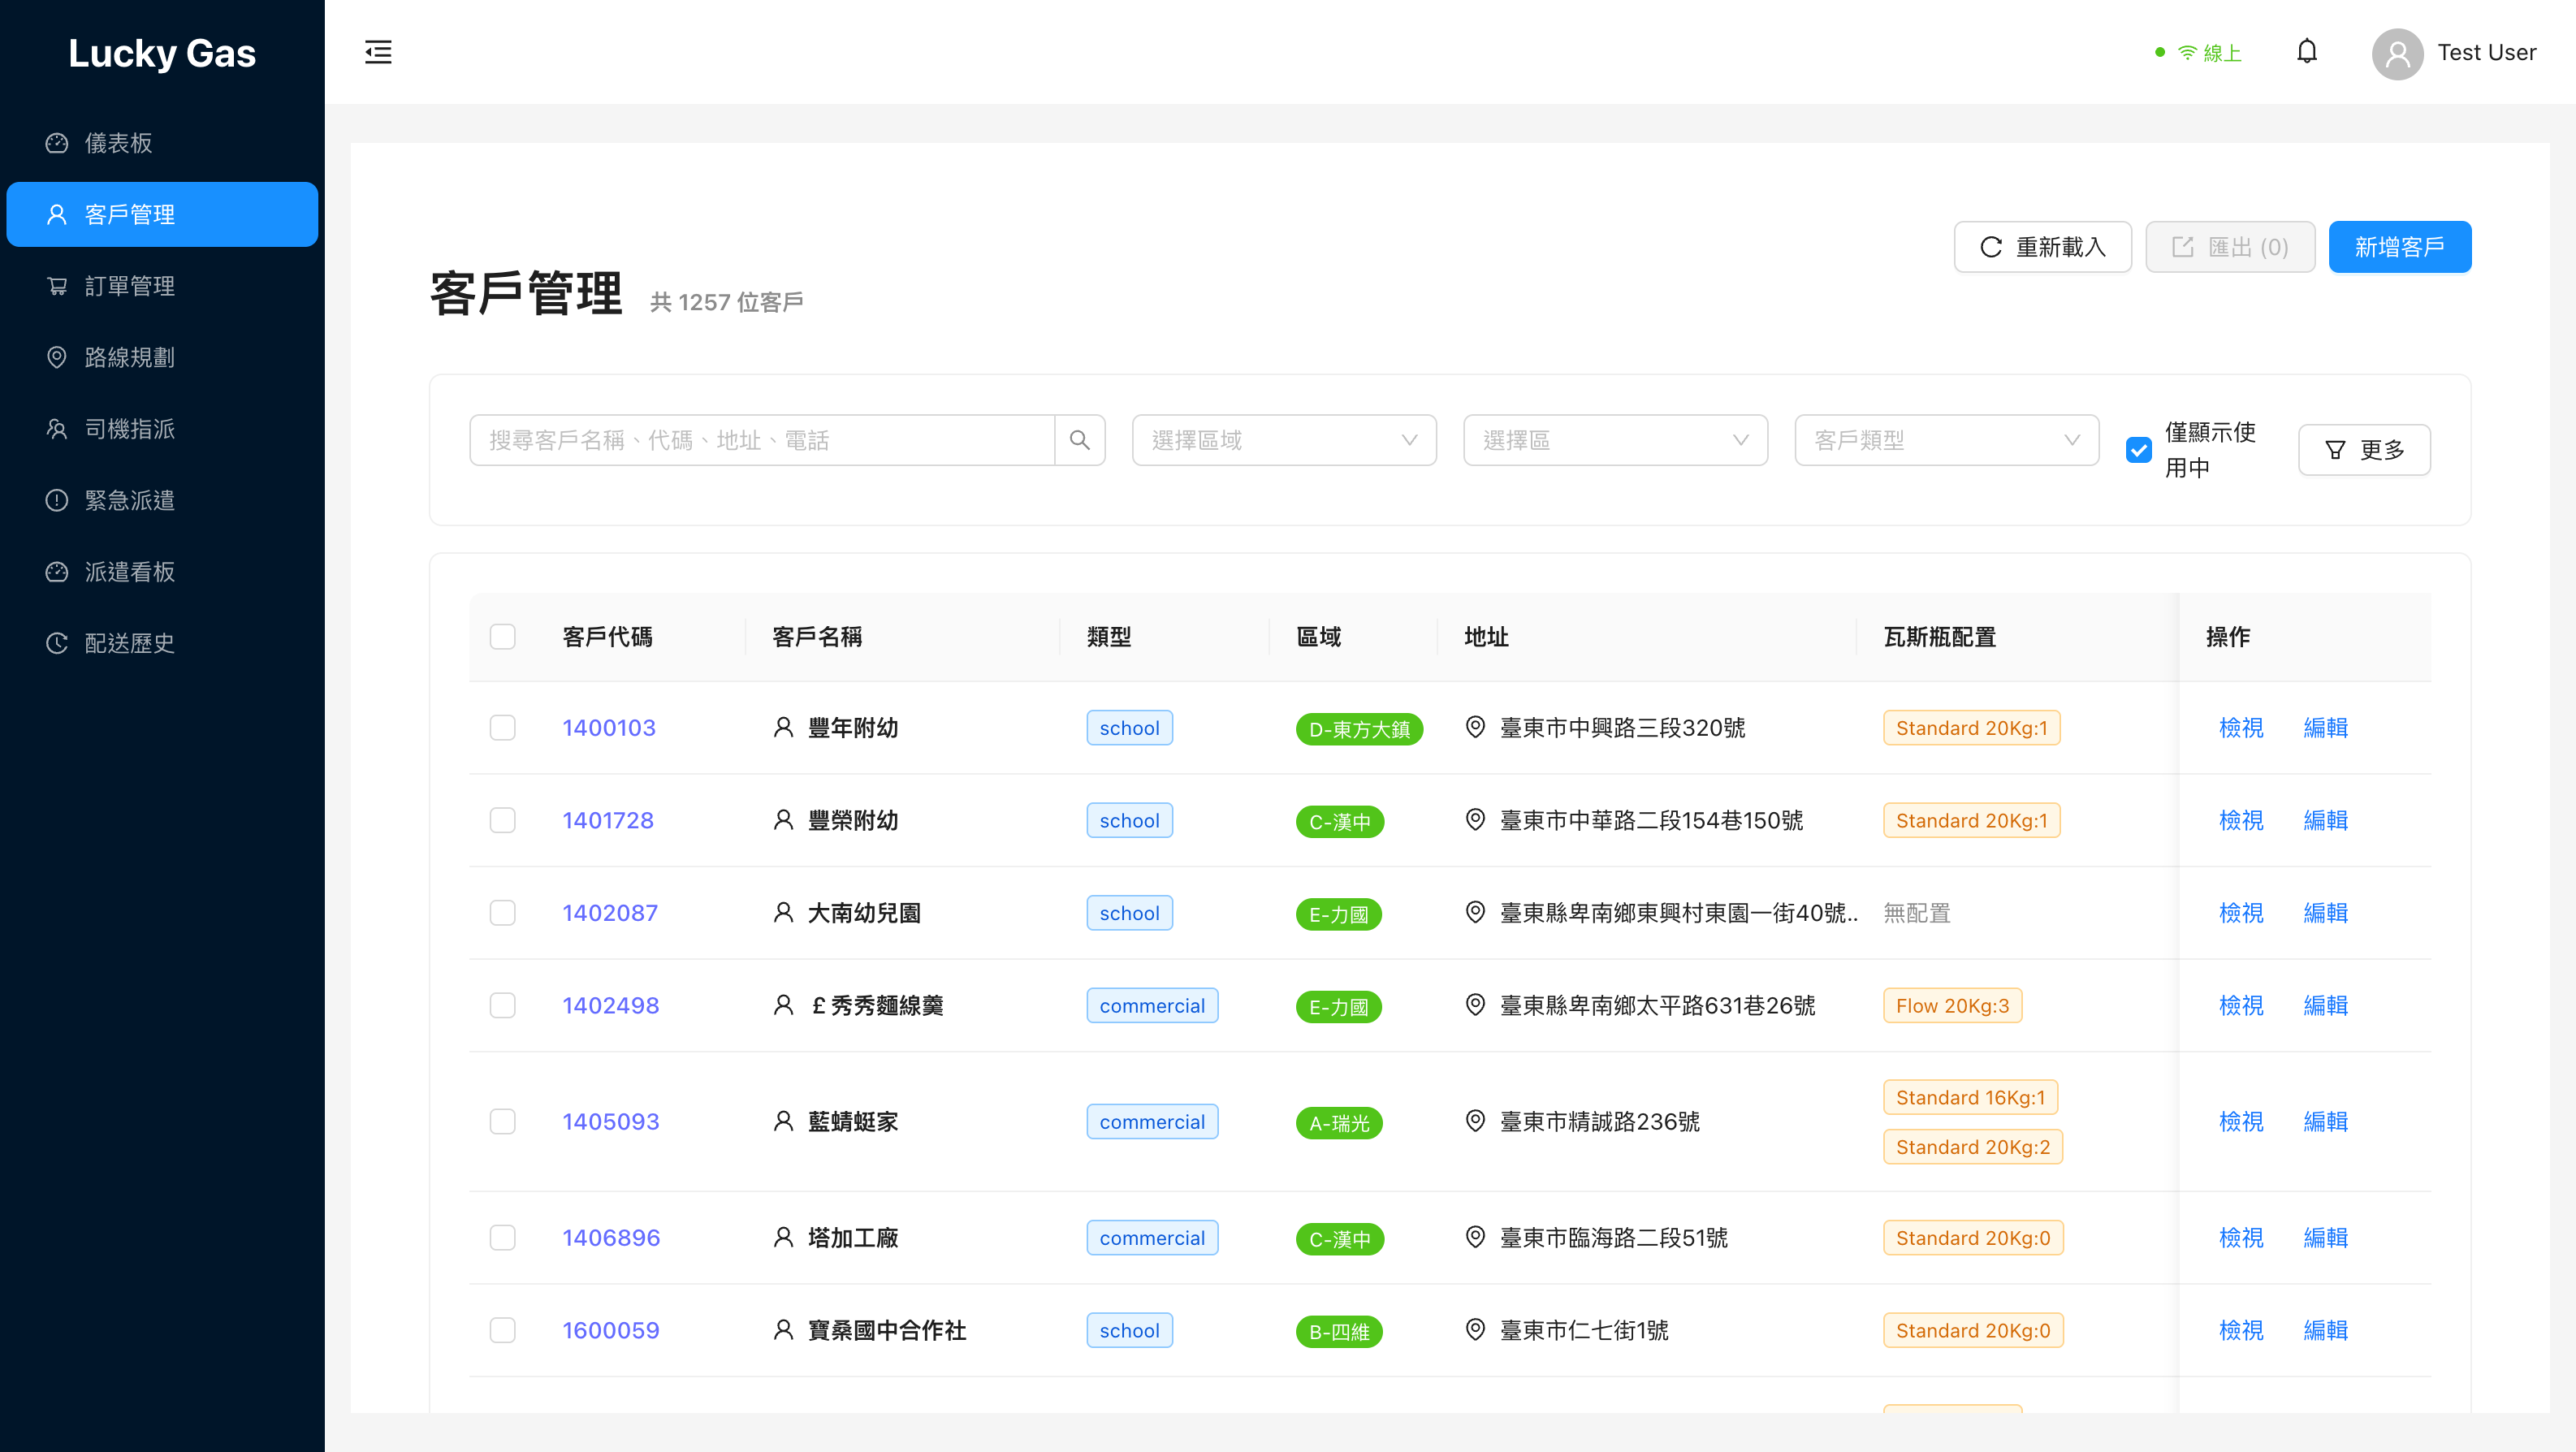 Lucky Gas
儀表板
客戶管理
訂單管理
路線規劃
司機指派
緊急派遣
派遣看板
配送歷史
線上
Test User
重新載入
匯出 (0)
新增客戶
客戶管理 共 1257 位客戶
搜尋客戶名稱、代碼、地址、電話
選擇區域
選擇區
客戶類型
僅顯示使
用中
更多
客戶代碼 客戶名稱 類型 區域 地址 瓦斯瓶配置 操作
1400103 豐年附幼 school D-東方大鎮 臺東市中興路三段320號 Standard 20Kg:1 檢視 編輯
1401728 豐榮附幼 school C-漢中 臺東市中華路二段154巷150號 Standard 20Kg:1 檢視 編輯
1402087 大南幼兒園 school E-力國 臺東縣卑南鄉東興村東園一街40號.. 無配置 檢視 編輯
1402498 £秀秀麵線羹 commercial E-力國 臺東縣卑南鄉太平路631巷26號 Flow 20Kg:3 檢視 編輯
1405093 藍蜻蜓家 commercial A-瑞光 臺東市精誠路236號 Standard 16Kg:1 檢視 編輯
Standard 20Kg:2
1406896 塔加工廠 commercial C-漢中 臺東市臨海路二段51號 Standard 20Kg:0 檢視 編輯
1600059 寶桑國中合作社 school B-四維 臺東市仁七街1號 Standard 20Kg:0 檢視 編輯